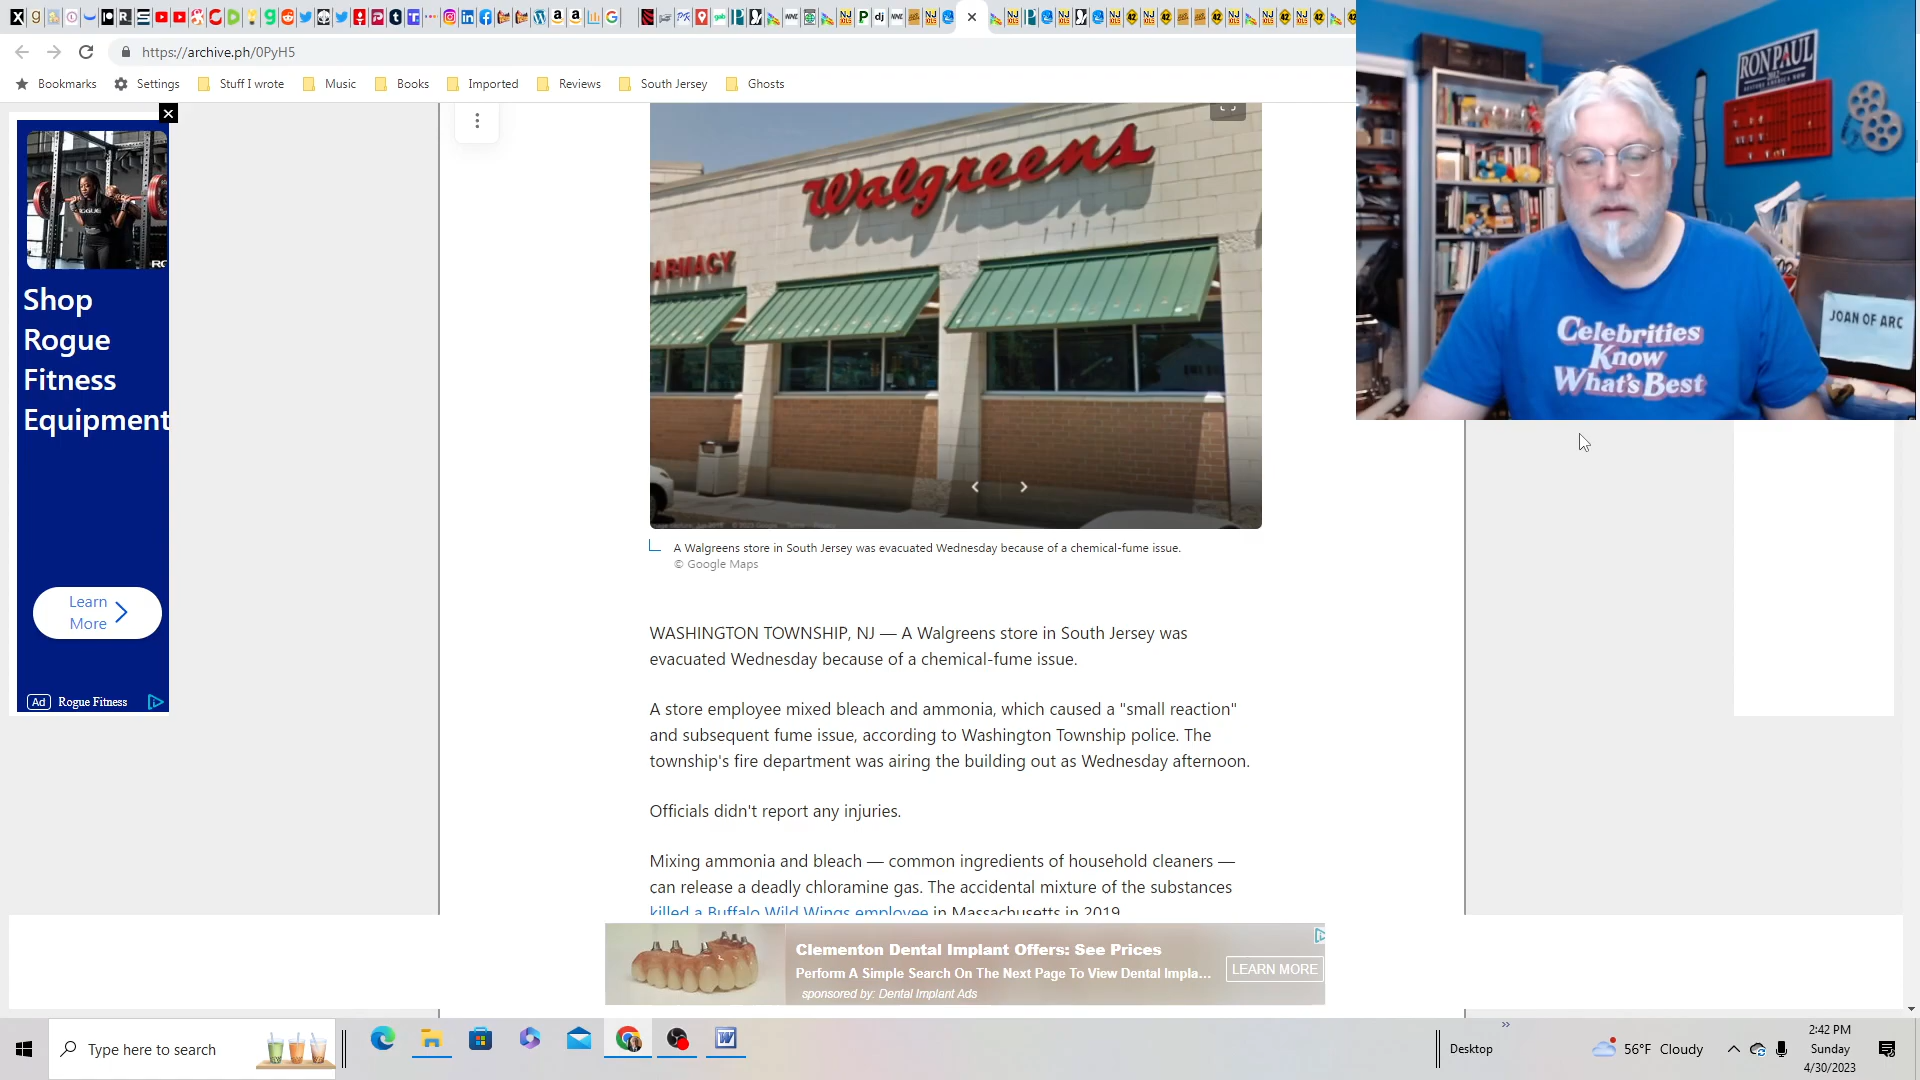 https://archive.ph/0PyH5
Bookmarks
Settings
Stuff I wrote
Music
Books
Imported
Reviews
South Jersey
Ghosts
RON PAUL
JOAN OF ARC
Celebrities
Know
What's Best
Shop
Rogue
Fitness
Equipment
Learn
More
Ad Rogue Fitness
Walgreens
ARMACY
A Walgreens store in South Jersey was evacuated Wednesday because of a chemical-fume issue.
© Google Maps
WASHINGTON TOWNSHIP, NJ — A Walgreens store in South Jersey was
evacuated Wednesday because of a chemical-fume issue.
A store employee mixed bleach and ammonia, which caused a "small reaction"
and subsequent fume issue, according to Washington Township police. The
township's fire department was airing the building out as Wednesday afternoon.
Officials didn't report any injuries.
Mixing ammonia and bleach — common ingredients of household cleaners —
can release a deadly chloramine gas. The accidental mixture of the substances
killed a Buffalo Wild Wings employee in Massachusetts in 2019.
Clementon Dental Implant Offers: See Prices
Perform A Simple Search On The Next Page To View Dental Impla...
sponsored by: Dental Implant Ads
LEARN MORE
Type here to search
Desktop
56°F Cloudy
2:42 PM
Sunday
4/30/2023